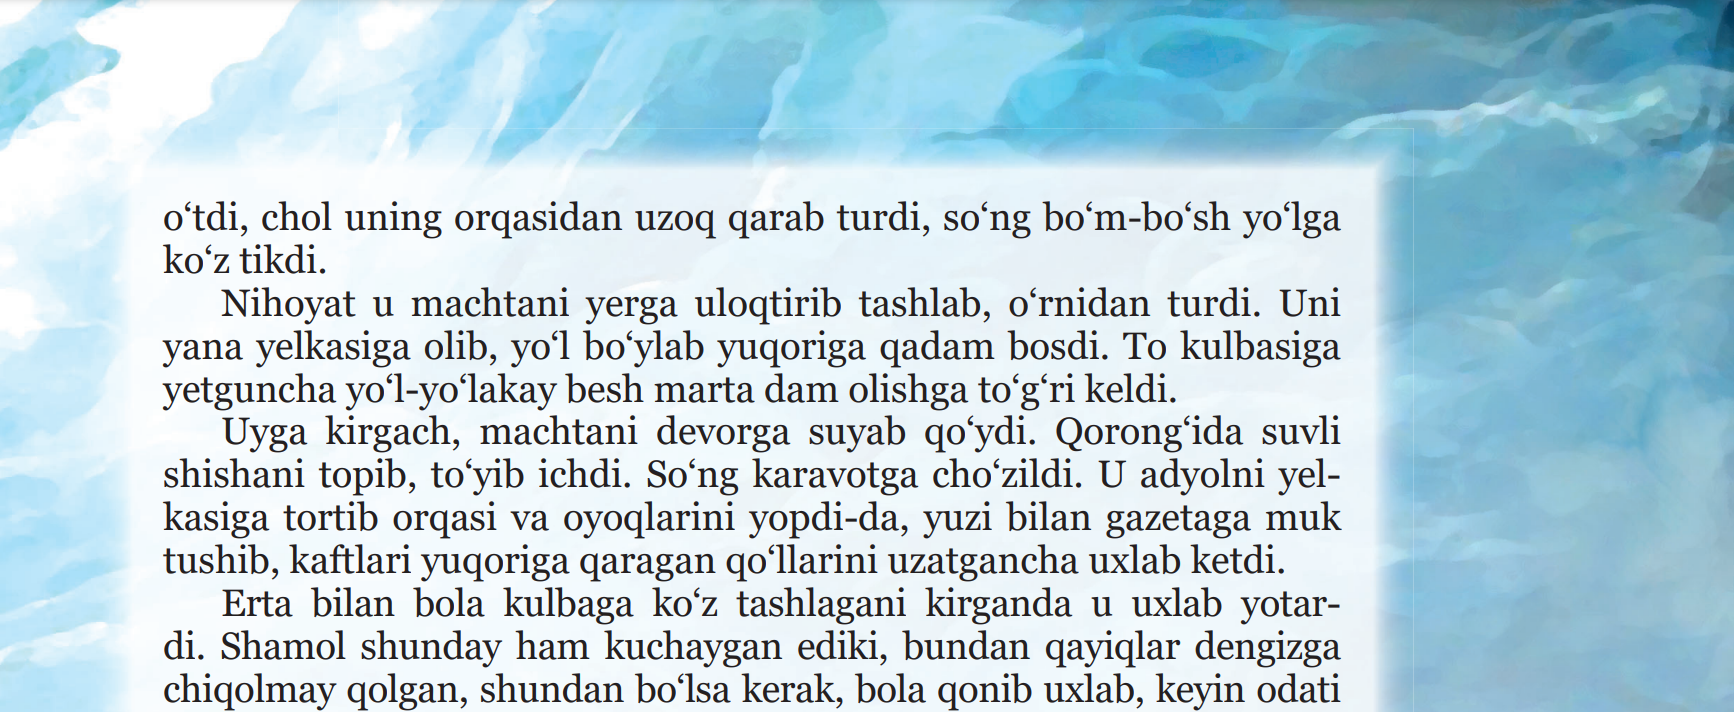 o‘tdi, chol uning orqasidan uzoq qarab turdi, so‘ng bo‘m-bo‘sh yo‘lga
ko‘z tikdi.
Nihoyat u machtani yerga uloqtirib tashlab, o‘rnidan turdi. Uni
yana yelkasiga olib, yo‘l bo‘ylab yuqoriga qadam bosdi. To kulbasiga
yetguncha yo‘l-yo‘lakay besh marta dam olishga to‘g‘ri keldi.
Uyga kirgach, machtani devorga suyab qo‘ydi. Qorong‘ida suvli
shishani topib, to‘yib ichdi. So‘ng karavotga cho‘zildi. U adyolni yel-
kasiga tortib orqasi va oyoqlarini yopdi-da, yuzi bilan gazetaga muk
tushib, kaftlari yuqoriga qaragan qo‘llarini uzatgancha uxlab ketdi.
Erta bilan bola kulbaga ko‘z tashlagani kirganda u uxlab yotar-
di. Shamol shunday ham kuchaygan ediki, bundan qayiqlar dengizga
chiqolmay qolgan, shundan bo‘lsa kerak, bola qonib uxlab, keyin odati